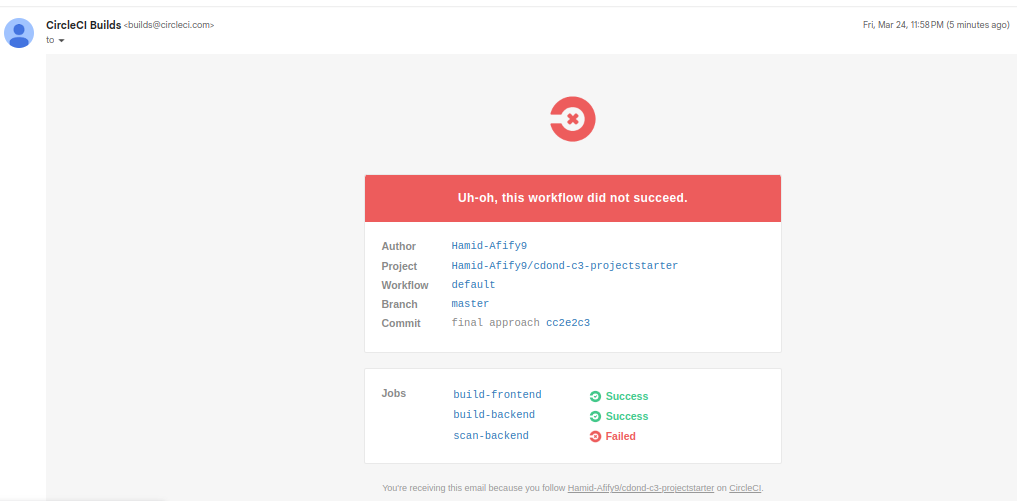 CircleCI Builds <builds@circleci.com>
Fri, Mar 24, 11:58 PM (5 minutes ago)
to
Uh-oh, this workflow did not succeed.
Author Hamid-Afify9
Project Hamid-Afify9/cdond-c3-projectstarter
Workflow default
Branch master
Commit final approach cc2e2c3
Jobs build-frontend Success
build-backend Success
scan-backend Failed
You're receiving this email because you follow Hamid-Afify9/cdond-c3-projectstarter on CircleCI.